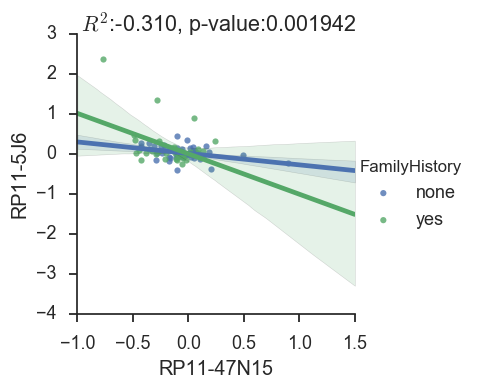 R²:-0.310, p-value:0.001942
3
2
1
0
−1
−2
−3
−4
RP11-5J6
−1.0 −0.5 0.0 0.5 1.0 1.5
RP11-47N15
FamilyHistory
none
yes